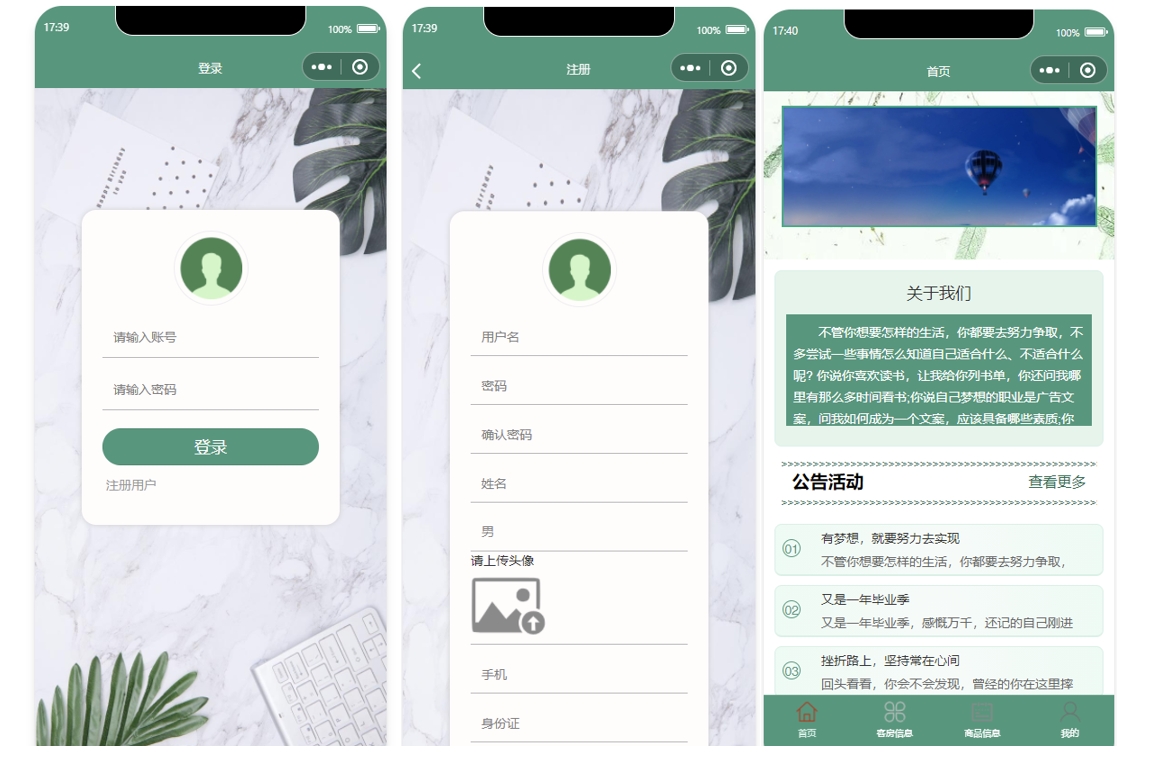 17:39
100%
登录
请输入账号
请输入密码
登录
注册用户
17:39
100%
注册
用户名
密码
确认密码
姓名
男
请上传头像
手机
身份证
17:40
100%
首页
关于我们
不管你想要怎样的生活，你都要去努力争取，不
多尝试一些事情怎么知道自己适合什么、不适合什么
呢? 你说你喜欢读书，让我给你列书单，你还问我哪
里有那么多时间看书;你说自己梦想的职业是广告文
案，问我如何成为一个文案，应该具备哪些素质;你
>>>>>>>>>>>>>>>>>>>>>>>>>>>>>>>>>>>>>>>>>>>>>>>>>>
公告活动
查看更多
>>>>>>>>>>>>>>>>>>>>>>>>>>>>>>>>>>>>>>>>>>>>>>>>>>
01
有梦想，就要努力去实现
不管你想要怎样的生活，你都要去努力争取，
02
又是一年毕业季
又是一年毕业季，感慨万千，还记的自己刚进
03
挫折路上，坚持常在心间
回头看看，你会不会发现，曾经的你在这里摔
首页
客房信息
商品信息
我的